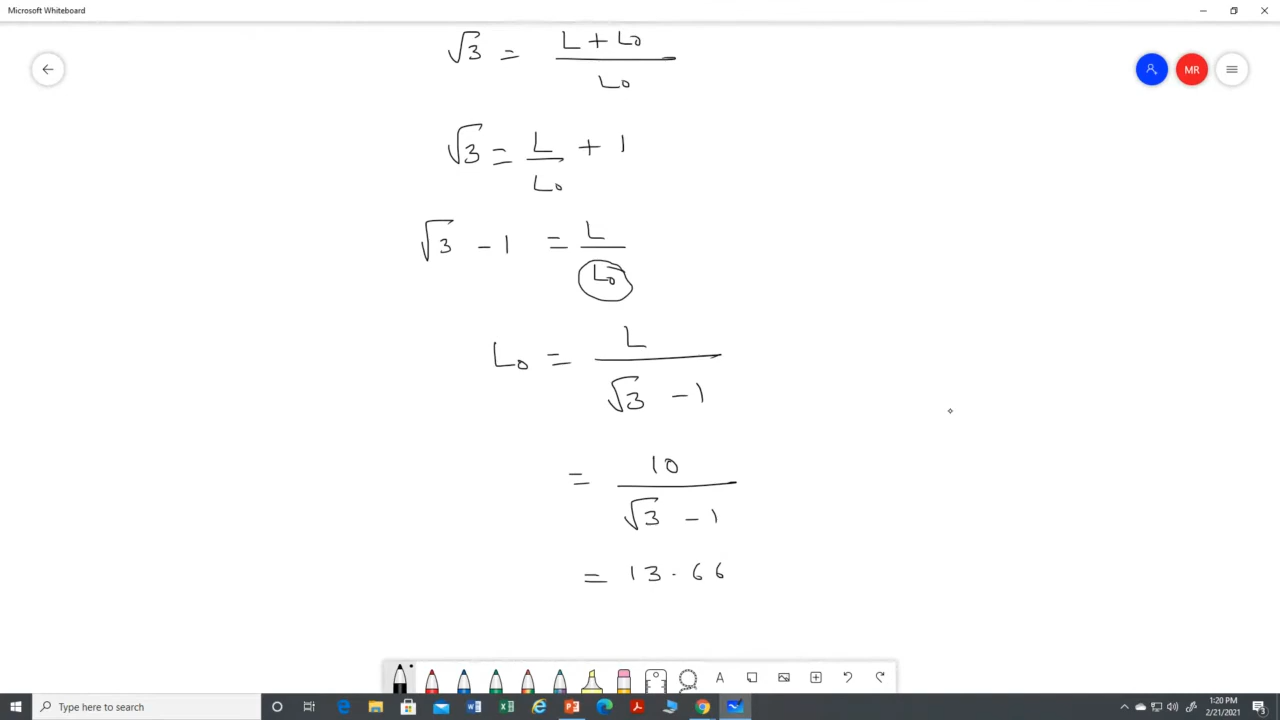 Microsoft Whiteboard
√3 = (L + L₀) / L₀
MR
√3 = L / L₀ + 1
√3 - 1 = L / L₀
L₀ = L / (√3 - 1)
= 10 / (√3 - 1)
= 13.66
A
Type here to search
1:20 PM
2/21/2021
3